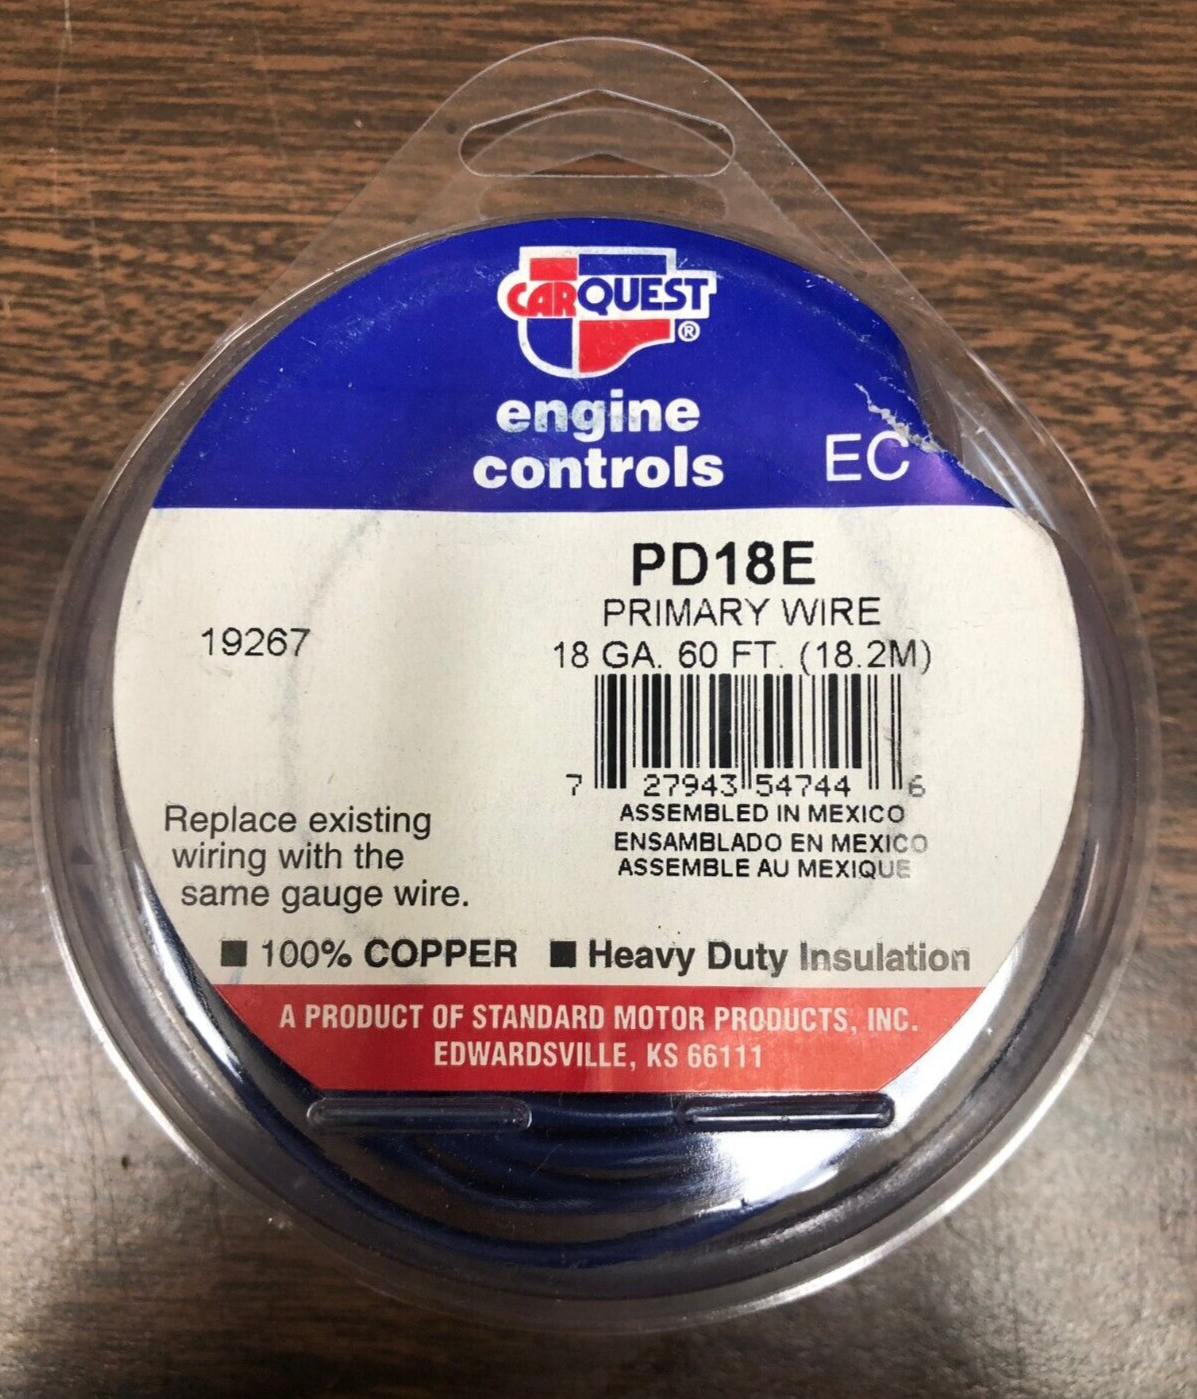 CARQUEST®
engine
controls
EC
PD18E
PRIMARY WIRE
18 GA. 60 FT. (18.2M)
19267
7 27943 54744 6
ASSEMBLED IN MEXICO
ENSAMBLADO EN MEXICO
ASSEMBLE AU MEXIQUE
Replace existing
wiring with the
same gauge wire.
■ 100% COPPER ■ Heavy Duty Insulation
A PRODUCT OF STANDARD MOTOR PRODUCTS, INC.
EDWARDSVILLE, KS 66111